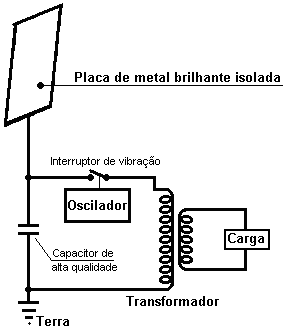 Placa de metal brilhante isolada
Interruptor de vibração
Oscilador
Carga
Capacitor de
alta qualidade
Transformador
Terra